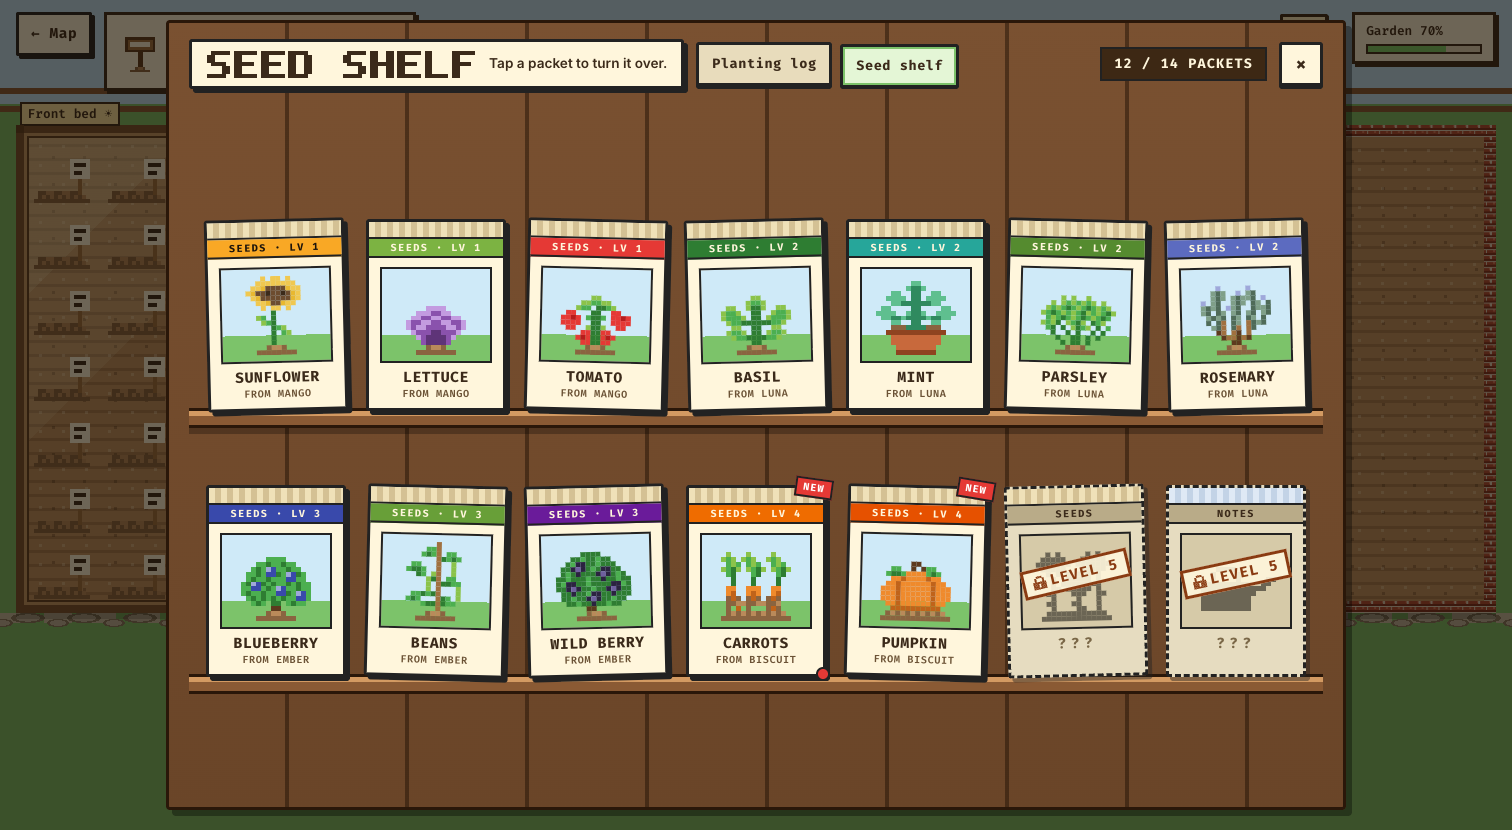 ← Map
SEED SHELF
Tap a packet to turn it over.
Planting log
Seed shelf
12 / 14 PACKETS
×
Garden 70%
Front bed ☀
SEEDS · LV 1
SUNFLOWER
FROM MANGO
SEEDS · LV 1
LETTUCE
FROM MANGO
SEEDS · LV 1
TOMATO
FROM MANGO
SEEDS · LV 2
BASIL
FROM LUNA
SEEDS · LV 2
MINT
FROM LUNA
SEEDS · LV 2
PARSLEY
FROM LUNA
SEEDS · LV 2
ROSEMARY
FROM LUNA
SEEDS · LV 3
BLUEBERRY
FROM EMBER
SEEDS · LV 3
BEANS
FROM EMBER
SEEDS · LV 3
WILD BERRY
FROM EMBER
NEW
SEEDS · LV 4
CARROTS
FROM BISCUIT
NEW
SEEDS · LV 4
PUMPKIN
FROM BISCUIT
SEEDS
LEVEL 5
???
NOTES
LEVEL 5
???